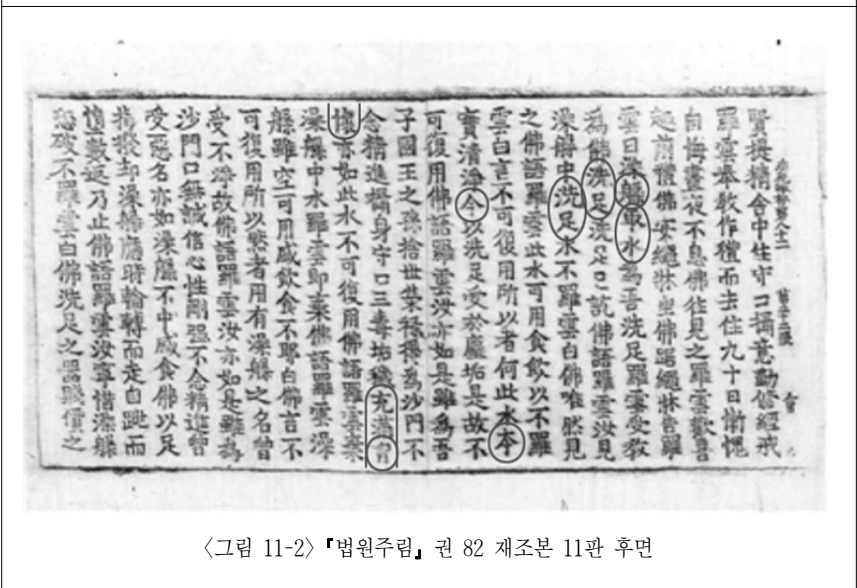 賢提精舍中住守口攝意勤修經戒
羅雲奉教作禮而去住九十日慚愧
自悔晝夜不息佛往見之羅雲歡喜
趍前禮佛安繩牀坐佛踞繩牀告羅
雲曰澡槃取水為吾洗足羅雲受教
為佛洗足洗足已訖佛語羅雲汝見
澡槃中洗足水不羅雲白佛唯然見
之佛語羅雲此水可用食飲以不羅
雲白言不可復用所以者何此水本
實清淨今以洗足受於塵垢是故不
可復用佛語羅雲汝亦如是雖為吾
子國王之孫捨世榮祿得為沙門不
念精進攝身守口三毒垢穢充滿胷
懷亦如此水不可復用佛語羅雲棄
澡槃中水羅雲即棄佛語羅雲澡
槃雖空可用盛飲食不耶白佛言不
可復用所以然者用有澡槃之名曾
受不淨故佛語羅雲汝亦如是雖為
沙門口無誠信心性剛強不念精進曾
受惡名亦如澡槃不中盛食佛以足
指撥却澡槃應時輪轉而走自跳而
墮數返乃止佛語羅雲汝寧惜澡槃
恐破不羅雲白佛洗足之器賤價之
〈그림 11-2〉『법원주림』 권 82 재조본 11판 후면